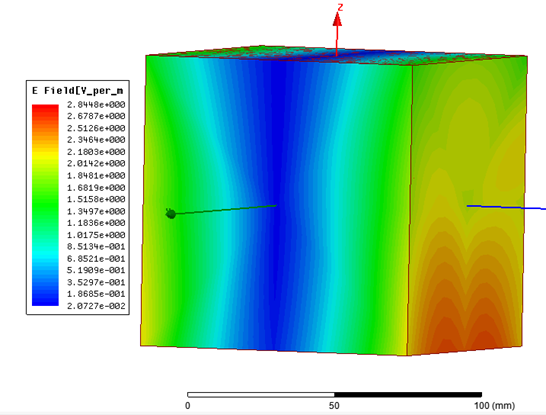 Z
E Field[V_per_m
2.8448e+000
2.6787e+000
2.5126e+000
2.3464e+000
2.1803e+000
2.0142e+000
1.8481e+000
1.6819e+000
1.5158e+000
1.3497e+000
1.1836e+000
1.0175e+000
8.513e-001
6.8521e-001
5.1909e-001
3.5297e-001
1.8685e-001
2.0727e-002
0
50
100 (mm)